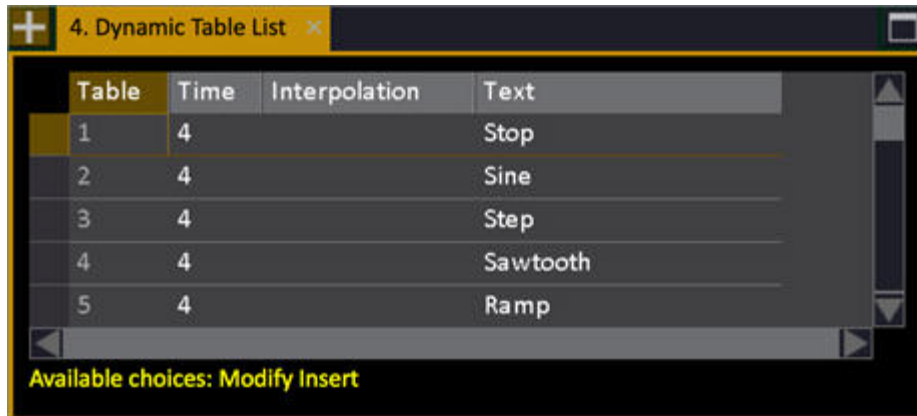 4. Dynamic Table List
Table Time Interpolation Text
1 4 Stop
2 4 Sine
3 4 Step
4 4 Sawtooth
5 4 Ramp
Available choices: Modify Insert